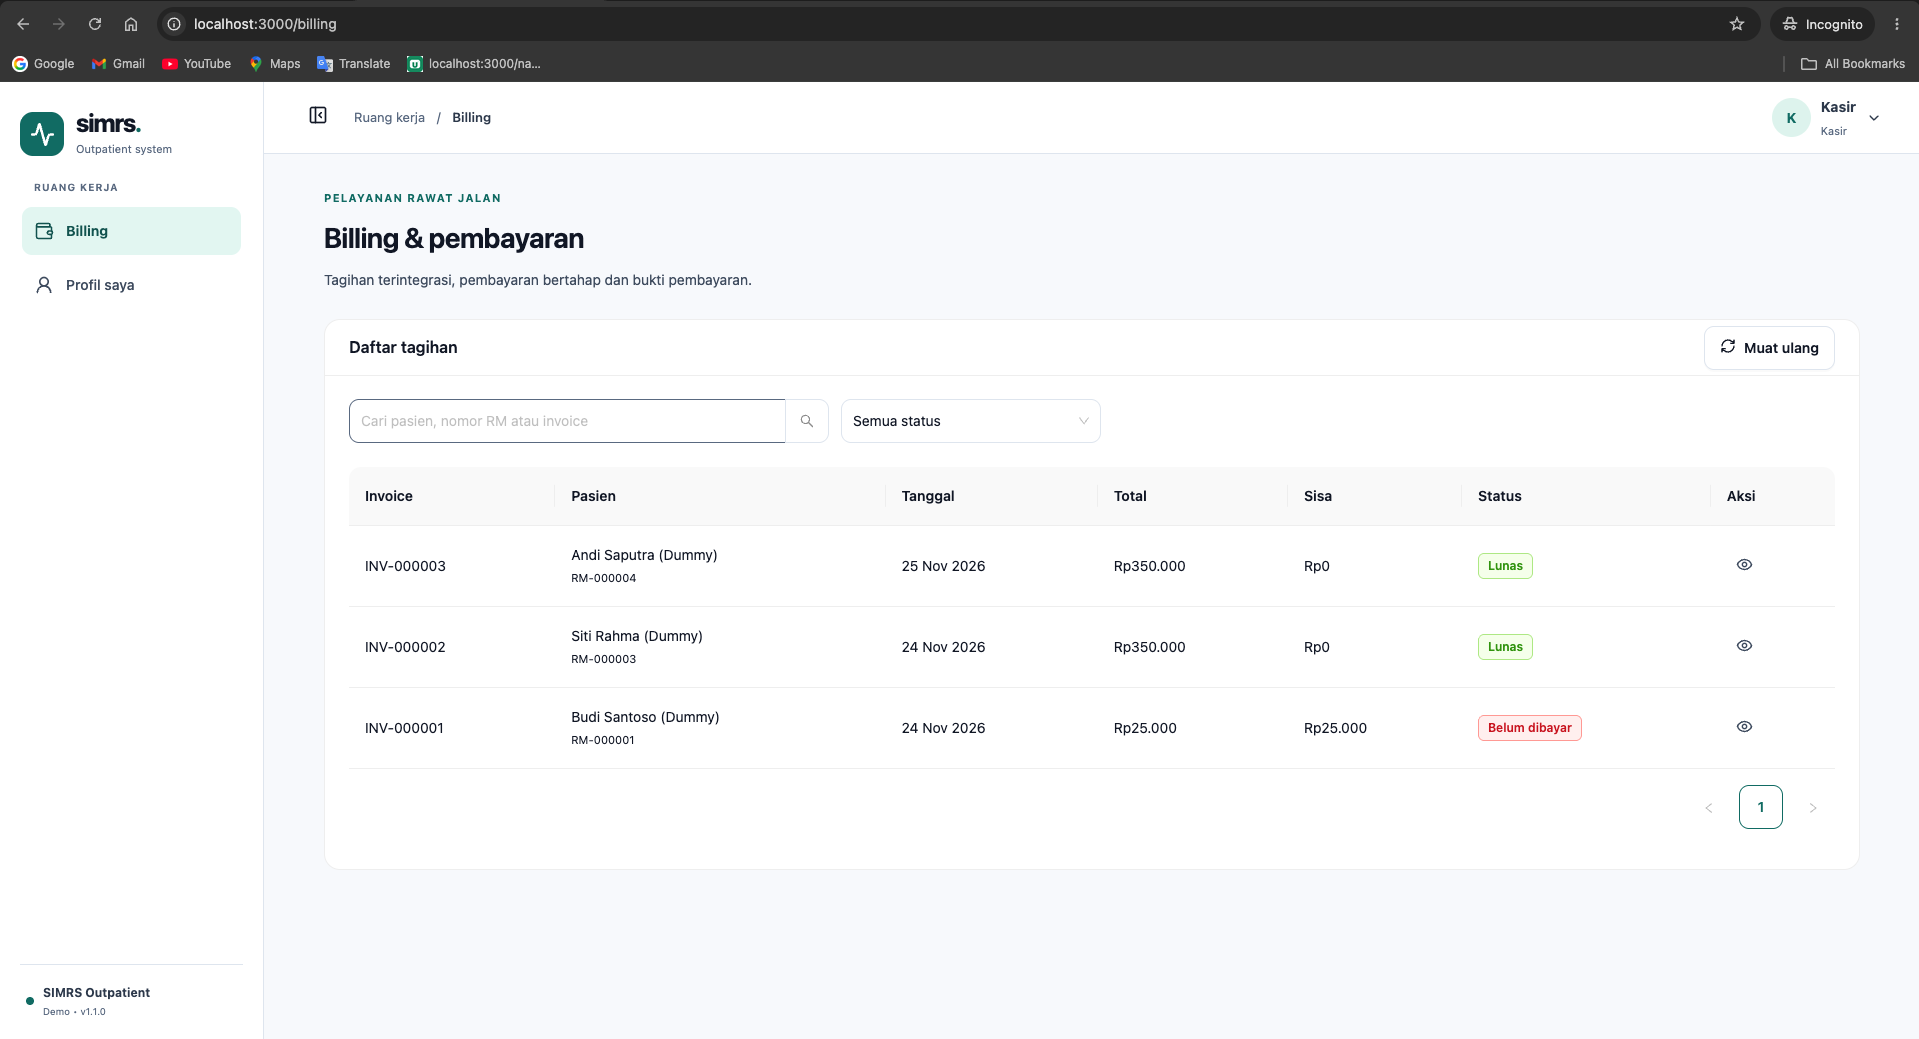 localhost:3000/billing
Incognito
Google
Gmail
YouTube
Maps
Translate
localhost:3000/na...
All Bookmarks
simrs.
Outpatient system
RUANG KERJA
Billing
Profil saya
Ruang kerja / Billing
K
Kasir
Kasir
PELAYANAN RAWAT JALAN
Billing & pembayaran
Tagihan terintegrasi, pembayaran bertahap dan bukti pembayaran.
Daftar tagihan
Muat ulang
Cari pasien, nomor RM atau invoice
Semua status
Invoice Pasien Tanggal Total Sisa Status Aksi
INV-000003 Andi Saputra (Dummy) 25 Nov 2026 Rp350.000 Rp0 Lunas
RM-000004
INV-000002 Siti Rahma (Dummy) 24 Nov 2026 Rp350.000 Rp0 Lunas
RM-000003
INV-000001 Budi Santoso (Dummy) 24 Nov 2026 Rp25.000 Rp25.000 Belum dibayar
RM-000001
< 1 >
SIMRS Outpatient
Demo • v1.1.0